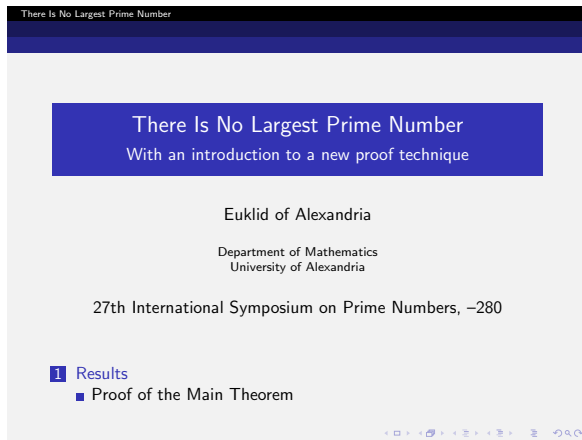 There Is No Largest Prime Number
There Is No Largest Prime Number
With an introduction to a new proof technique
Euklid of Alexandria
Department of Mathematics
University of Alexandria
27th International Symposium on Prime Numbers, –280
1 Results
Proof of the Main Theorem